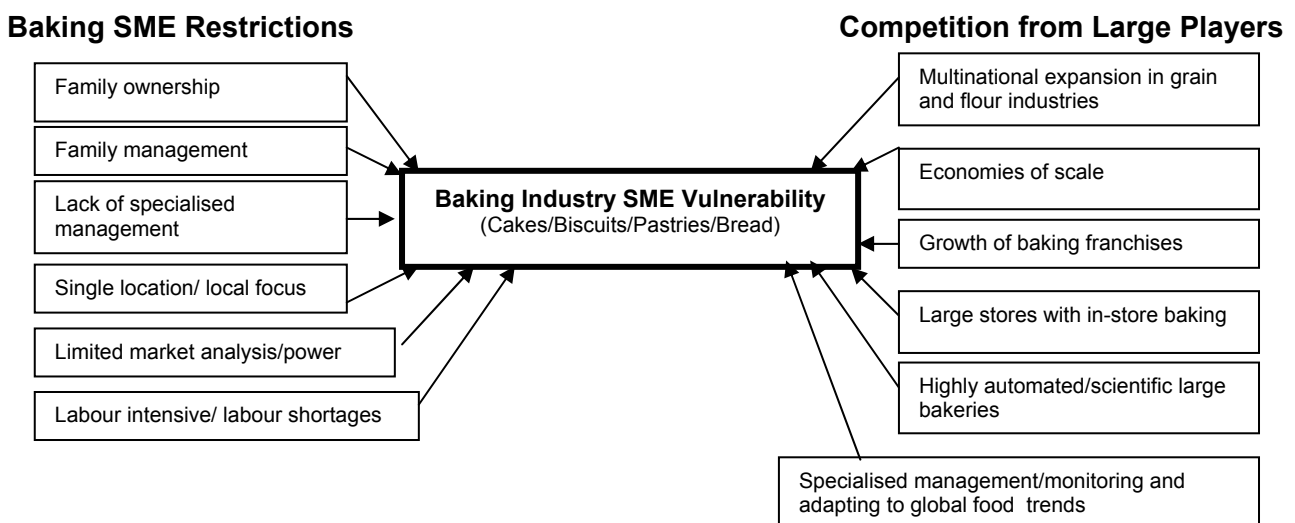 Baking SME Restrictions
Family ownership
Family management
Lack of specialised
management
Single location/ local focus
Limited market analysis/power
Labour intensive/ labour shortages
Baking Industry SME Vulnerability
(Cakes/Biscuits/Pastries/Bread)
Competition from Large Players
Multinational expansion in grain
and flour industries
Economies of scale
Growth of baking franchises
Large stores with in-store baking
Highly automated/scientific large
bakeries
Specialised management/monitoring and
adapting to global food trends